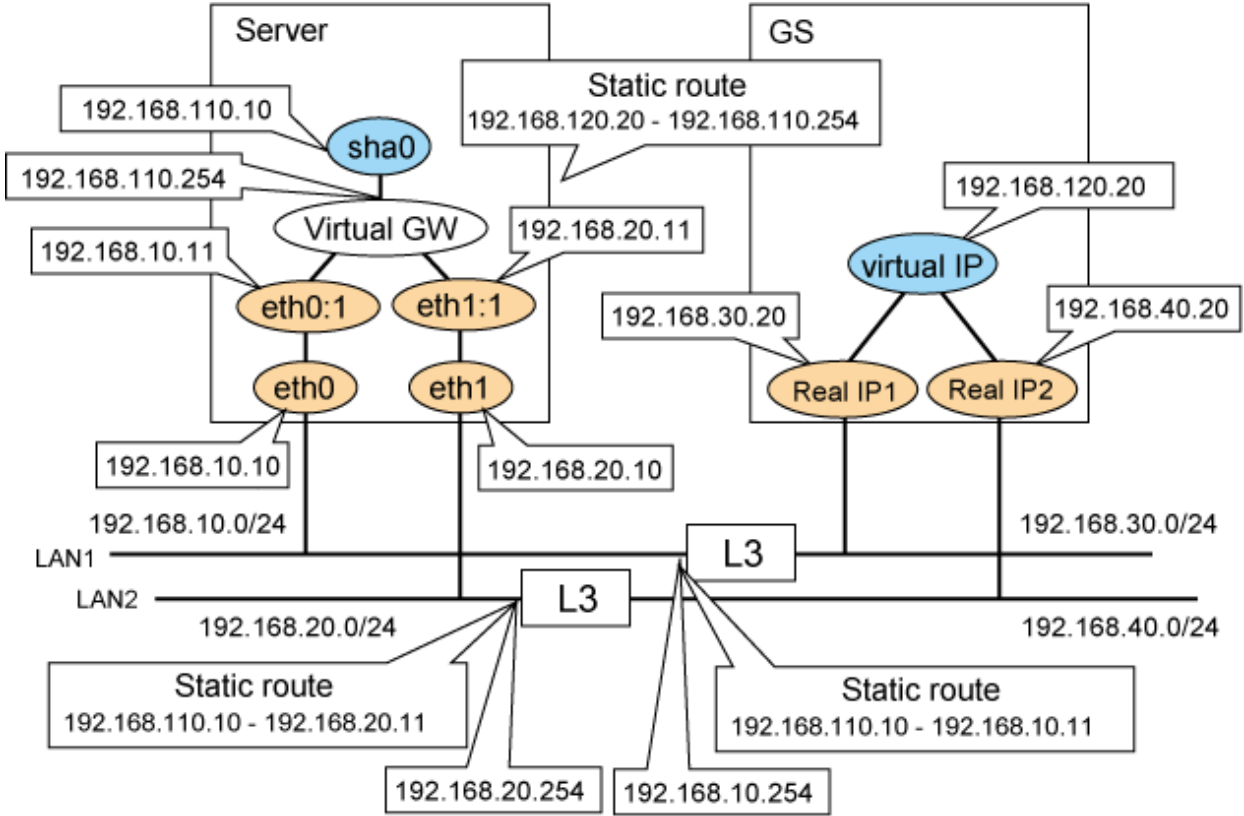 Server
GS
Static route
192.168.120.20 - 192.168.110.254
192.168.110.10
sha0
192.168.110.254
192.168.120.20
Virtual GW
192.168.20.11
192.168.10.11
virtual IP
eth0:1
eth1:1
192.168.30.20
192.168.40.20
eth0
eth1
Real IP1
Real IP2
192.168.10.10
192.168.20.10
192.168.10.0/24
192.168.30.0/24
LAN1
L3
LAN2
L3
192.168.20.0/24
192.168.40.0/24
Static route
192.168.110.10 - 192.168.20.11
Static route
192.168.110.10 - 192.168.10.11
192.168.20.254
192.168.10.254